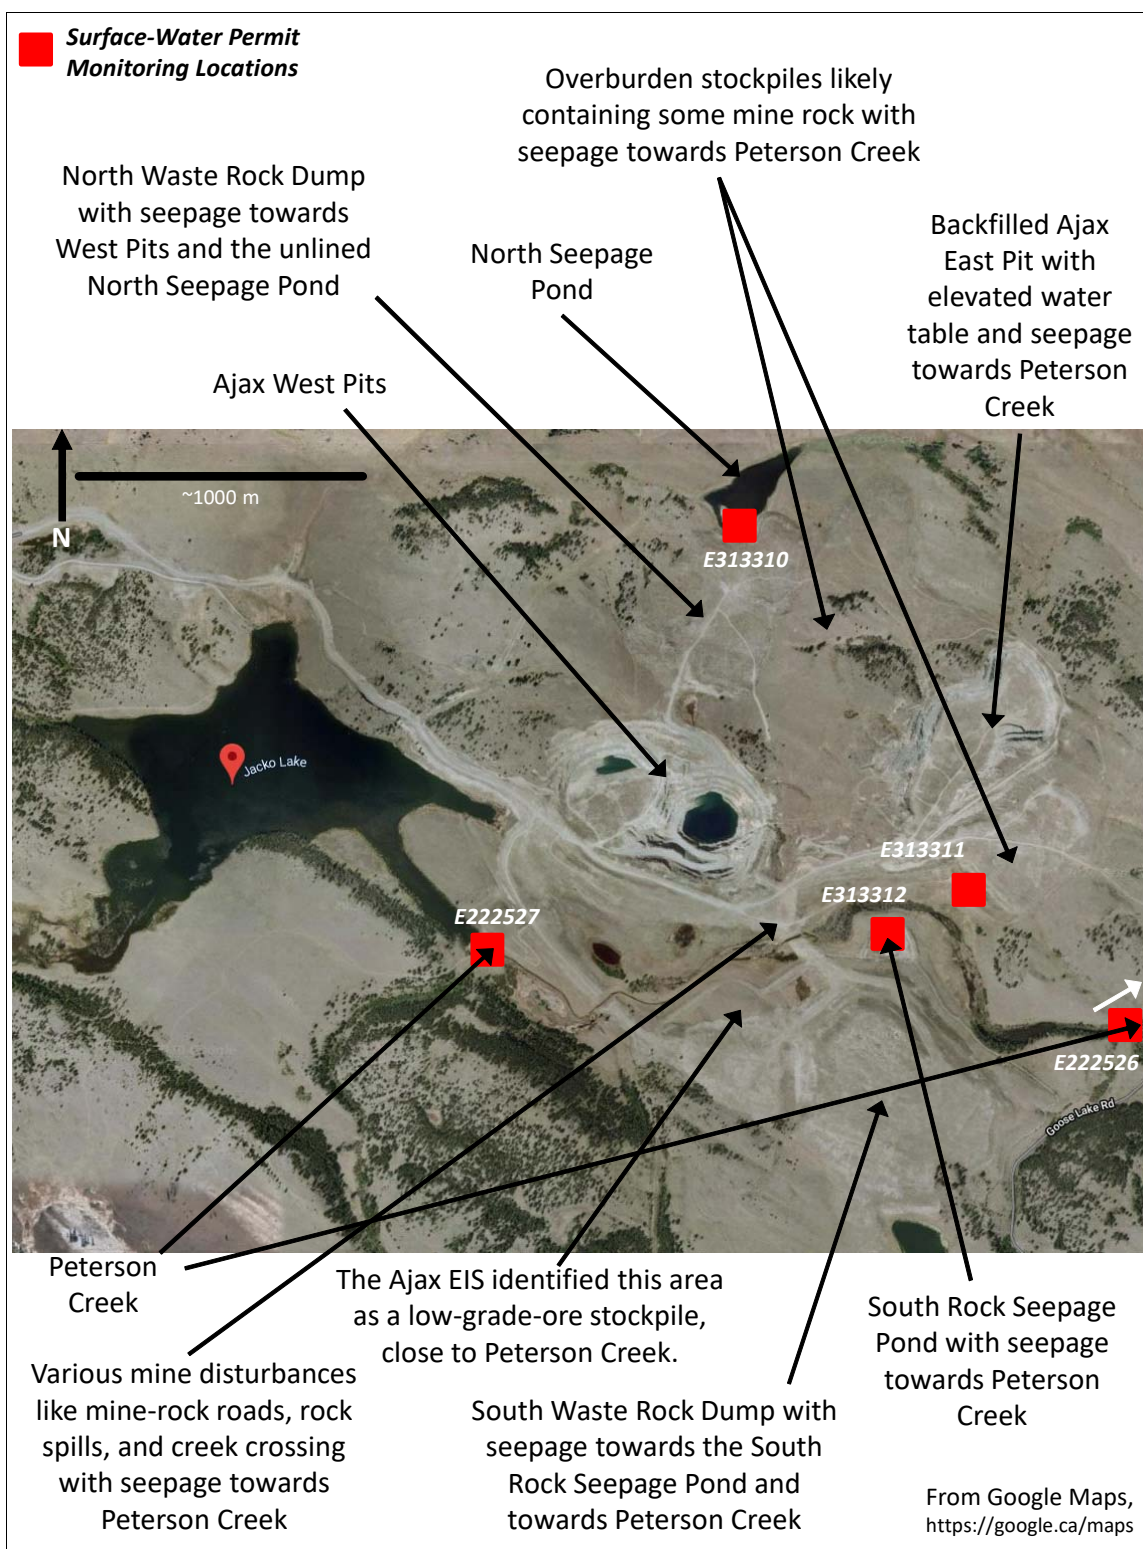 Surface-Water Permit
Monitoring Locations
Overburden stockpiles likely
containing some mine rock with
seepage towards Peterson Creek
North Waste Rock Dump
with seepage towards
West Pits and the unlined
North Seepage Pond
North Seepage
Pond
Backfilled Ajax
East Pit with
elevated water
table and seepage
towards Peterson
Creek
Ajax West Pits
~1000 m
N
E313310
Jacko Lake
E313311
E313312
E222527
E222526
Goose Lake Rd
Peterson
Creek
The Ajax EIS identified this area
as a low-grade-ore stockpile,
close to Peterson Creek.
South Rock Seepage
Pond with seepage
towards Peterson
Creek
Various mine disturbances
like mine-rock roads, rock
spills, and creek crossing
with seepage towards
Peterson Creek
South Waste Rock Dump with
seepage towards the South
Rock Seepage Pond and
towards Peterson Creek
From Google Maps,
https://google.ca/maps